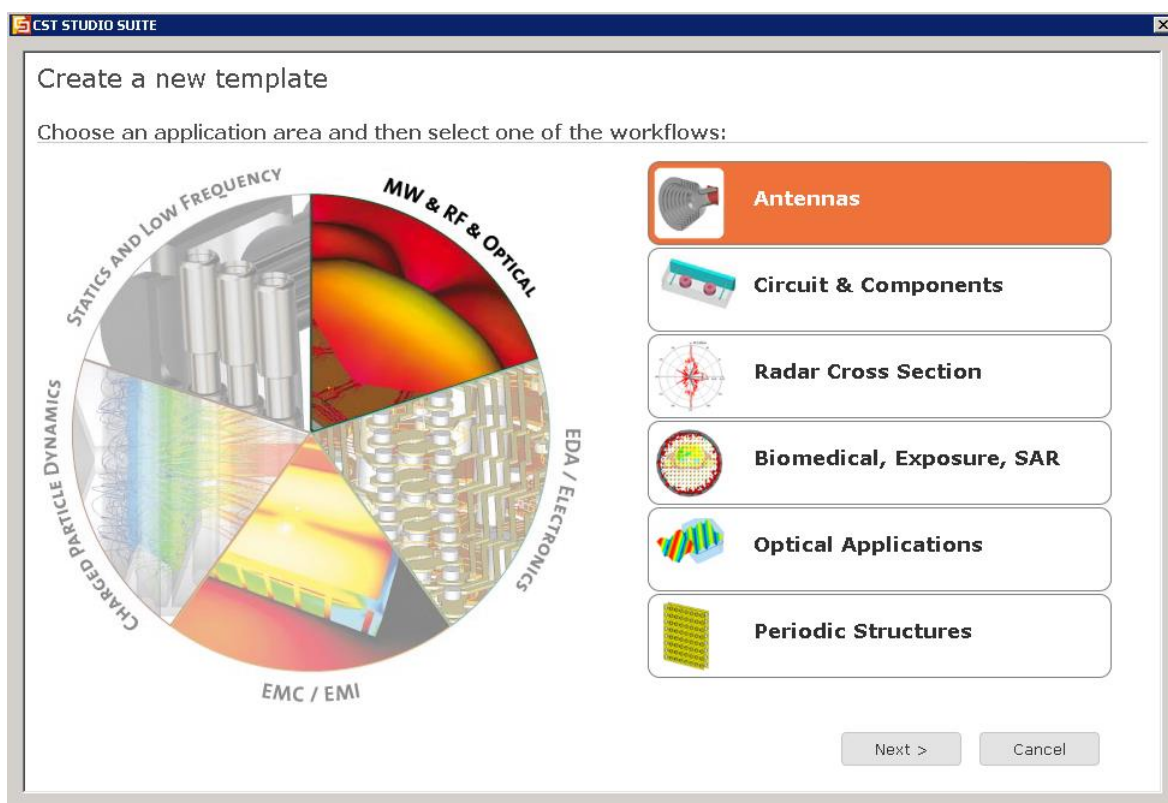 CST STUDIO SUITE
Create a new template
Choose an application area and then select one of the workflows:
STATICS AND LOW FREQUENCY
MW & RF & OPTICAL
EDA / ELECTRONICS
EMC / EMI
CHARGED PARTICLE DYNAMICS
Antennas
Circuit & Components
Radar Cross Section
Biomedical, Exposure, SAR
Optical Applications
Periodic Structures
Next >
Cancel